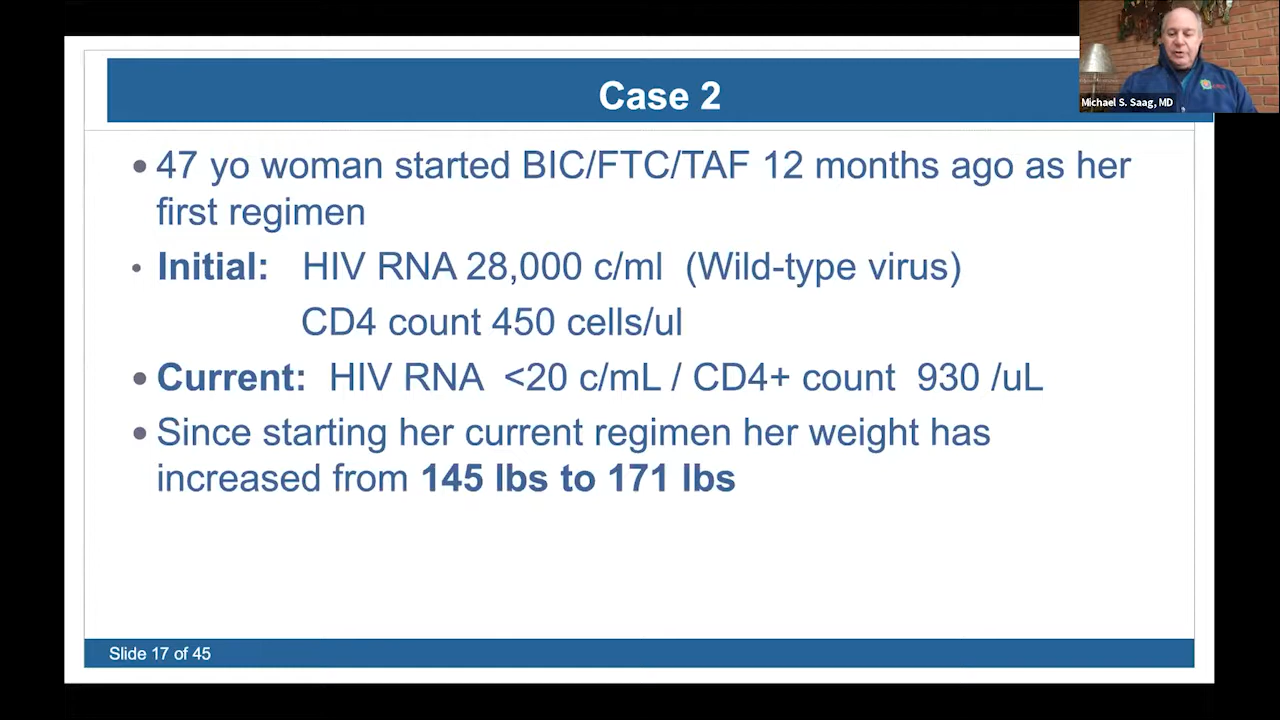 Case 2
Michael S. Saag, MD
• 47 yo woman started BIC/FTC/TAF 12 months ago as her
first regimen
• Initial: HIV RNA 28,000 c/ml (Wild-type virus)
CD4 count 450 cells/ul
• Current: HIV RNA <20 c/mL / CD4+ count 930 /uL
• Since starting her current regimen her weight has
increased from 145 lbs to 171 lbs
Slide 17 of 45